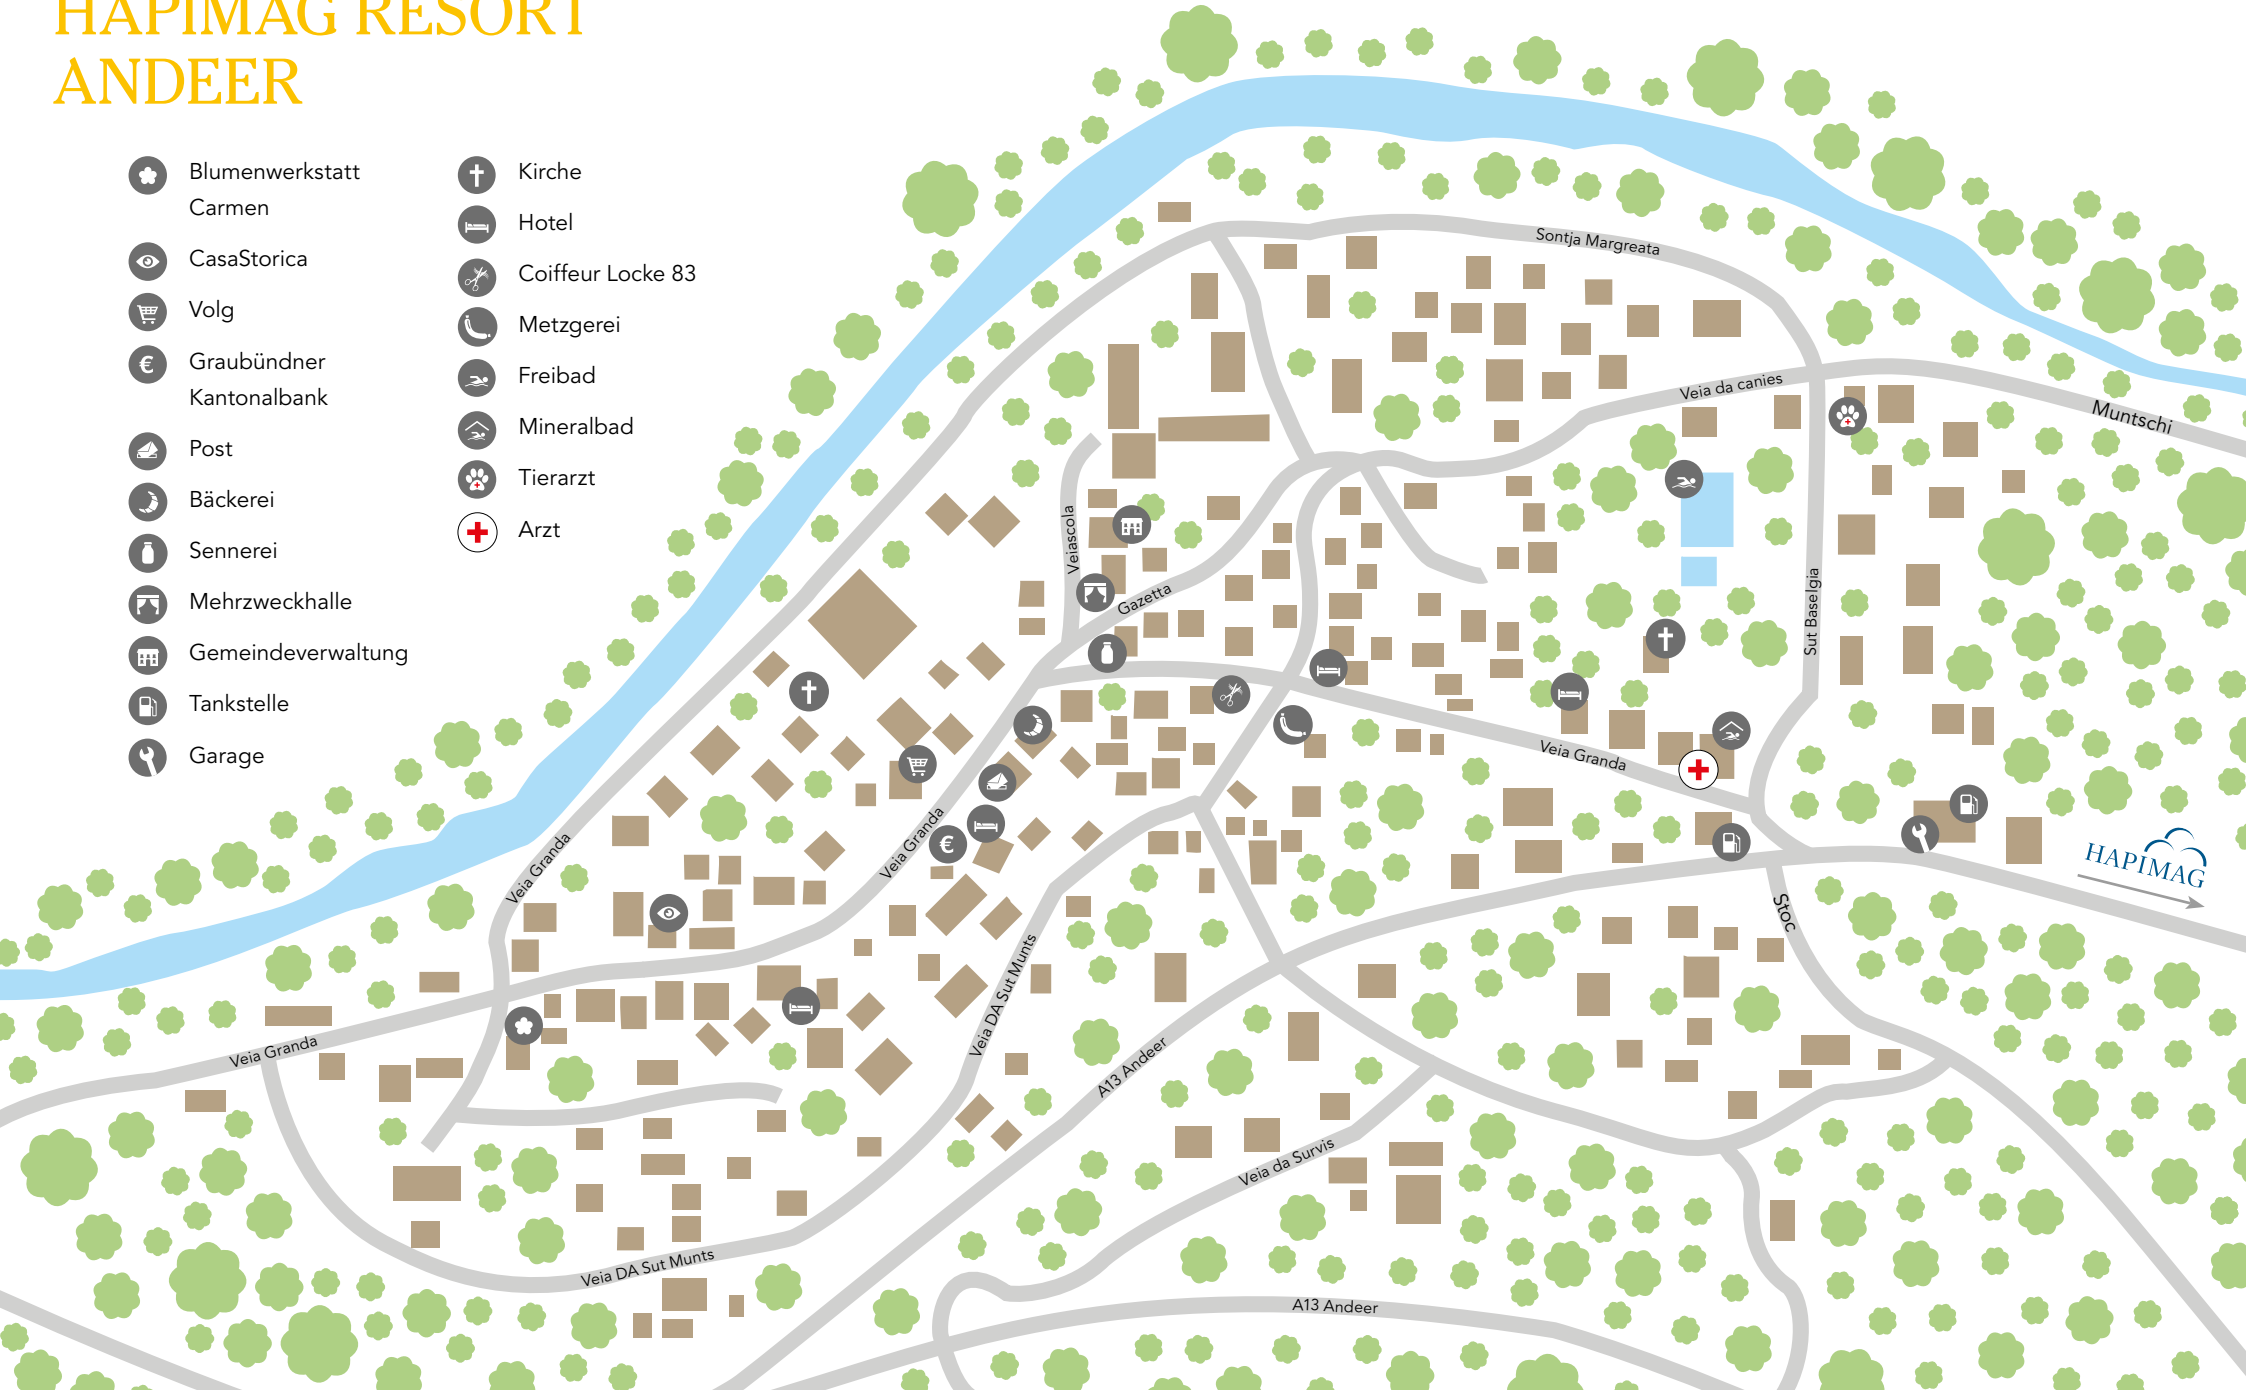 HAPIMAG RESORT
ANDEER
Blumenwerkstatt
Carmen
CasaStorica
Volg
€
Graubündner
Kantonalbank
Post
Bäckerei
Sennerei
Mehrzweckhalle
Gemeindeverwaltung
Tankstelle
Garage
Kirche
Hotel
Coiffeur Locke 83
Metzgerei
Freibad
Mineralbad
Tierarzt
Arzt
Sontja Margreata
Veia da canies
Muntschi
Veiascola
Gazetta
Sut Baselgia
Veia Granda
Veia Granda
Veia Granda
€
HAPIMAG
Stoc
Veia DA Sut Munts
Veia Granda
A13 Andeer
Veia da Survis
Veia DA Sut Munts
A13 Andeer